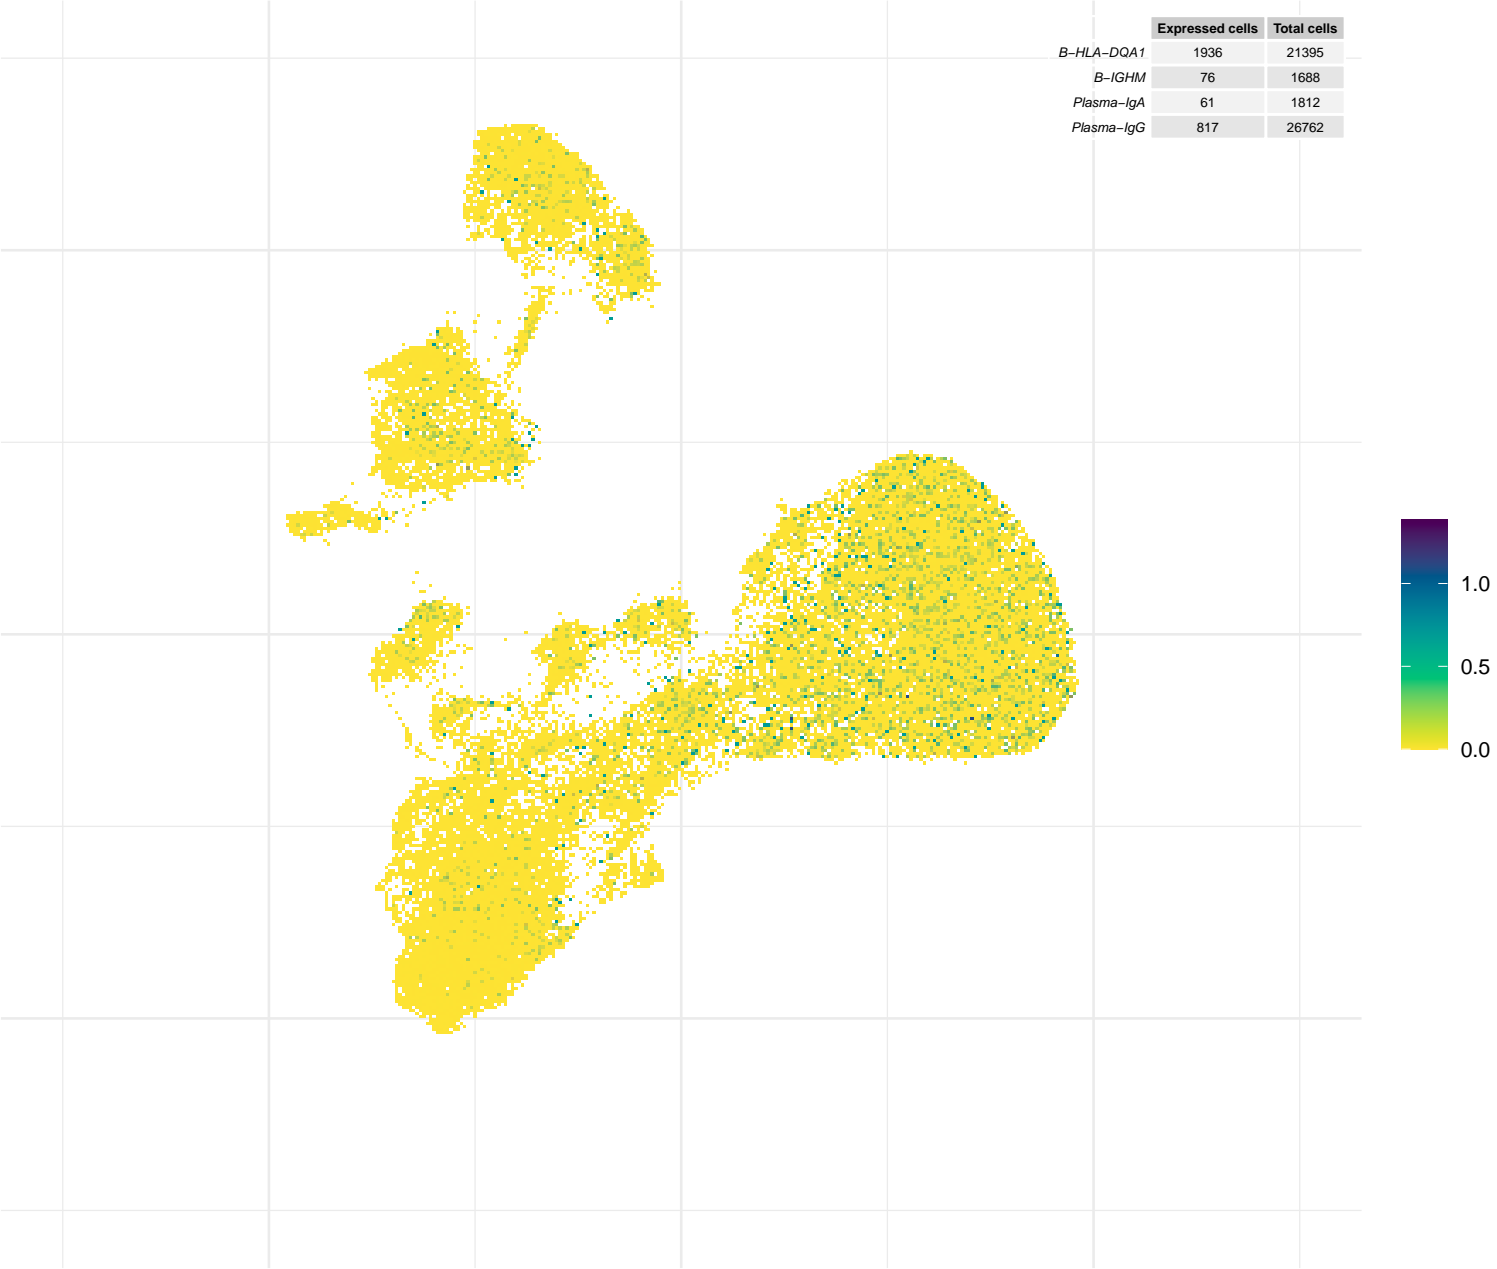 Expressed cells Total cells
B−HLA−DQA1 1936 21395
B−IGHM 76 1688
Plasma−IgA 61 1812
Plasma−IgG 817 26762
1.0
0.5
0.0